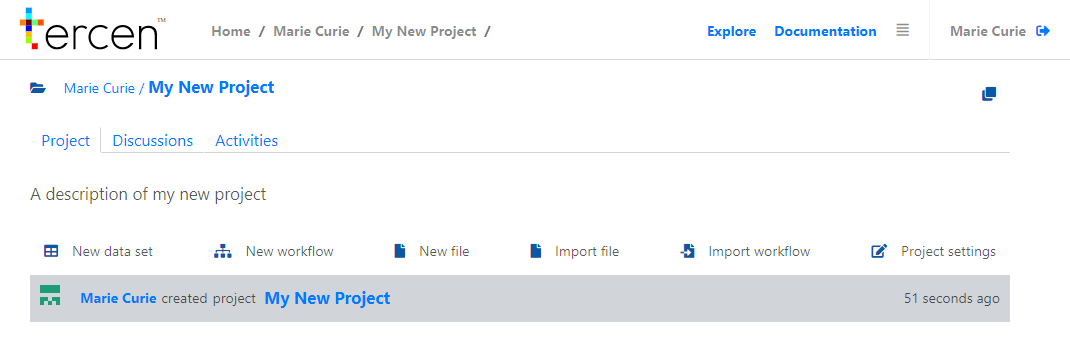 tercen™
Home / Marie Curie / My New Project / Explore Documentation Marie Curie
Marie Curie / My New Project
Project Discussions Activities
A description of my new project
New data set New workflow New file Import file Import workflow Project settings
Marie Curie created project My New Project 51 seconds ago